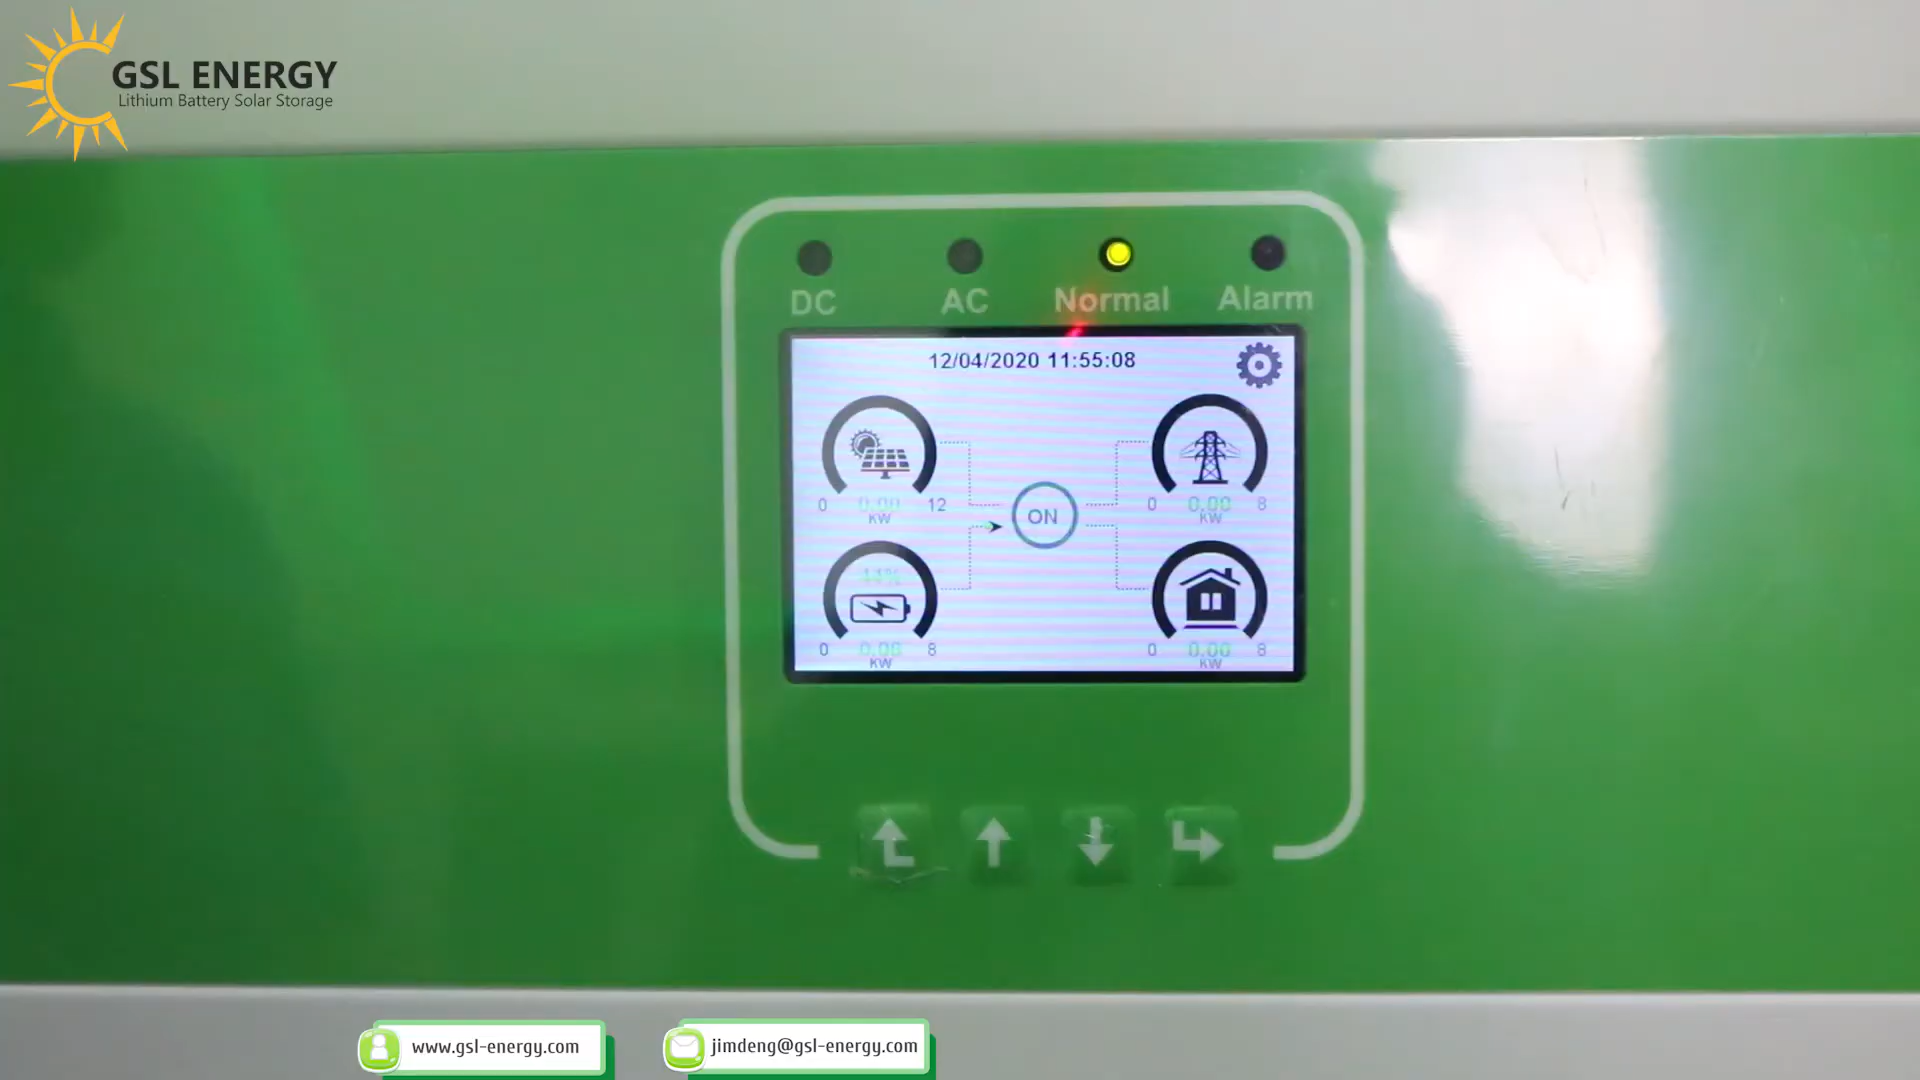 GSL ENERGY
Lithium Battery Solar Storage
DC AC Normal Alarm
12/04/2020 11:55:08
0 0.00 12
KW
0 0.00 8
KW
ON
0 8
KW
0 0.00 8
KW
www.gsl-energy.com
jimdeng@gsl-energy.com